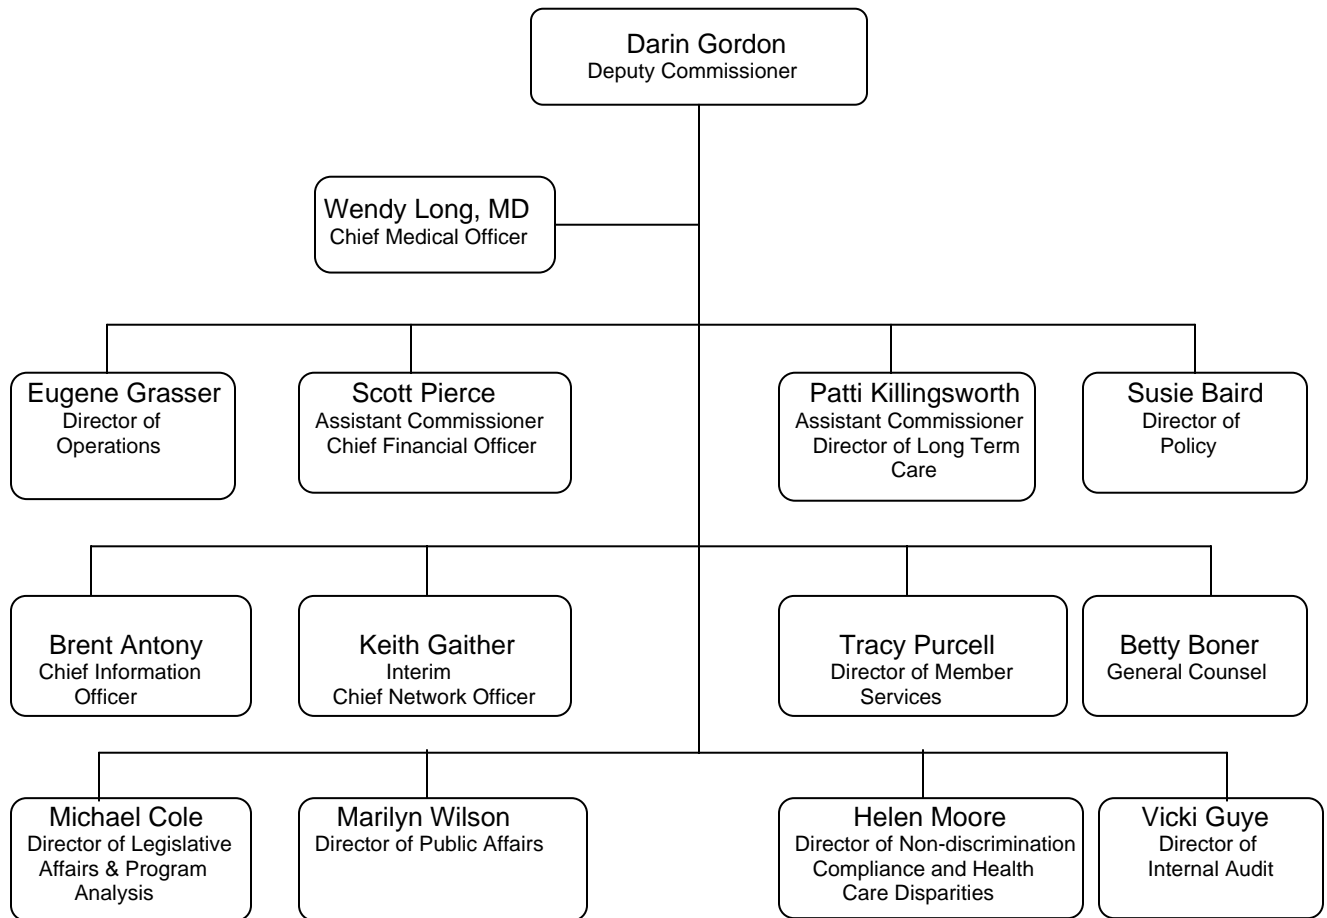 Darin Gordon
Deputy Commissioner
Wendy Long, MD
Chief Medical Officer
Eugene Grasser
Director of
Operations
Scott Pierce
Assistant Commissioner
Chief Financial Officer
Patti Killingsworth
Assistant Commissioner
Director of Long Term
Care
Susie Baird
Director of
Policy
Brent Antony
Chief Information
Officer
Keith Gaither
Interim
Chief Network Officer
Tracy Purcell
Director of Member
Services
Betty Boner
General Counsel
Michael Cole
Director of Legislative
Affairs & Program
Analysis
Marilyn Wilson
Director of Public Affairs
Helen Moore
Director of Non-discrimination
Compliance and Health
Care Disparities
Vicki Guye
Director of
Internal Audit